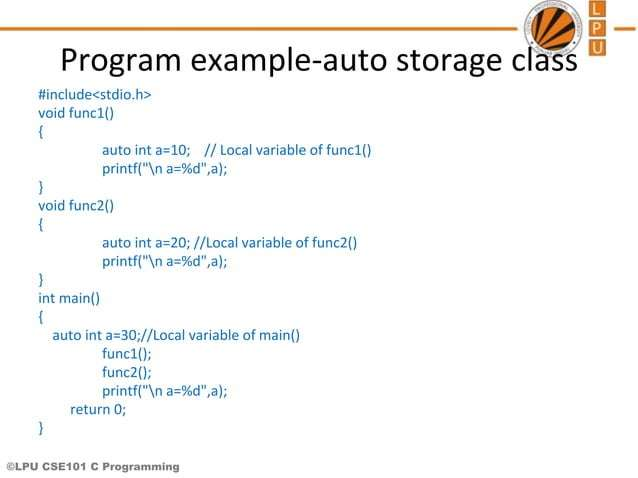 L
P
U
Program example-auto storage class
#include<stdio.h>
void func1()
{
auto int a=10; // Local variable of func1()
printf("\n a=%d",a);
}
void func2()
{
auto int a=20; //Local variable of func2()
printf("\n a=%d",a);
}
int main()
{
auto int a=30;//Local variable of main()
func1();
func2();
printf("\n a=%d",a);
return 0;
}
©LPU CSE101 C Programming